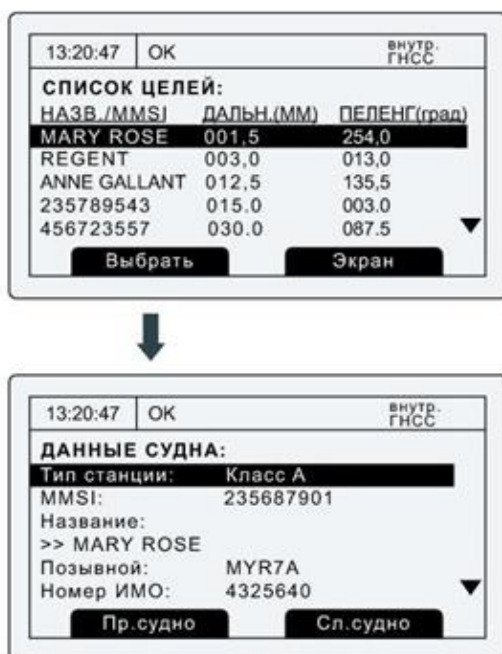 13:20:47 OK внутр. ГНСС
СПИСОК ЦЕЛЕЙ:
НАЗВ./MMSI ДАЛЬН.(ММ) ПЕЛЕНГ(град)
MARY ROSE 001,5 254,0
REGENT 003,0 013,0
ANNE GALLANT 012,5 135,5
235789543 015.0 003.0
456723557 030.0 087.5
Выбрать Экран
13:20:47 OK внутр. ГНСС
ДАННЫЕ СУДНА:
Тип станции: Класс А
MMSI: 235687901
Название:
>> MARY ROSE
Позывной: MYR7A
Номер ИМО: 4325640
Пр.судно Сл.судно